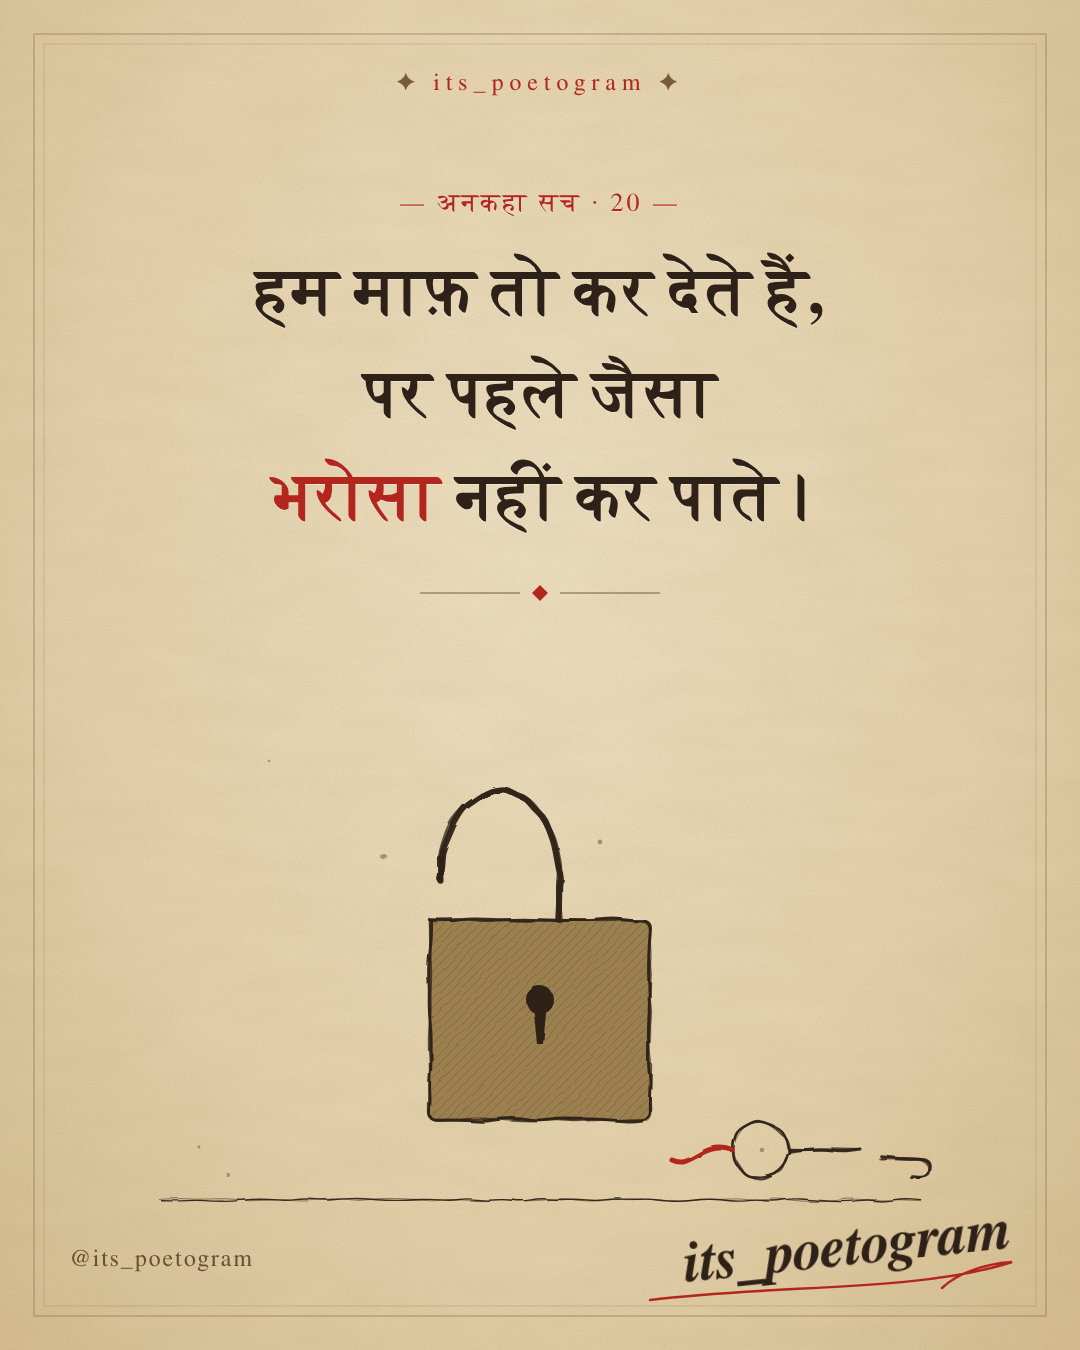 ✦ its_poetogram ✦
— अनकहा सच · 20 —
हम माफ़ तो कर देते हैं,
पर पहले जैसा
भरोसा नहीं कर पाते।
@its_poetogram
its_poetogram